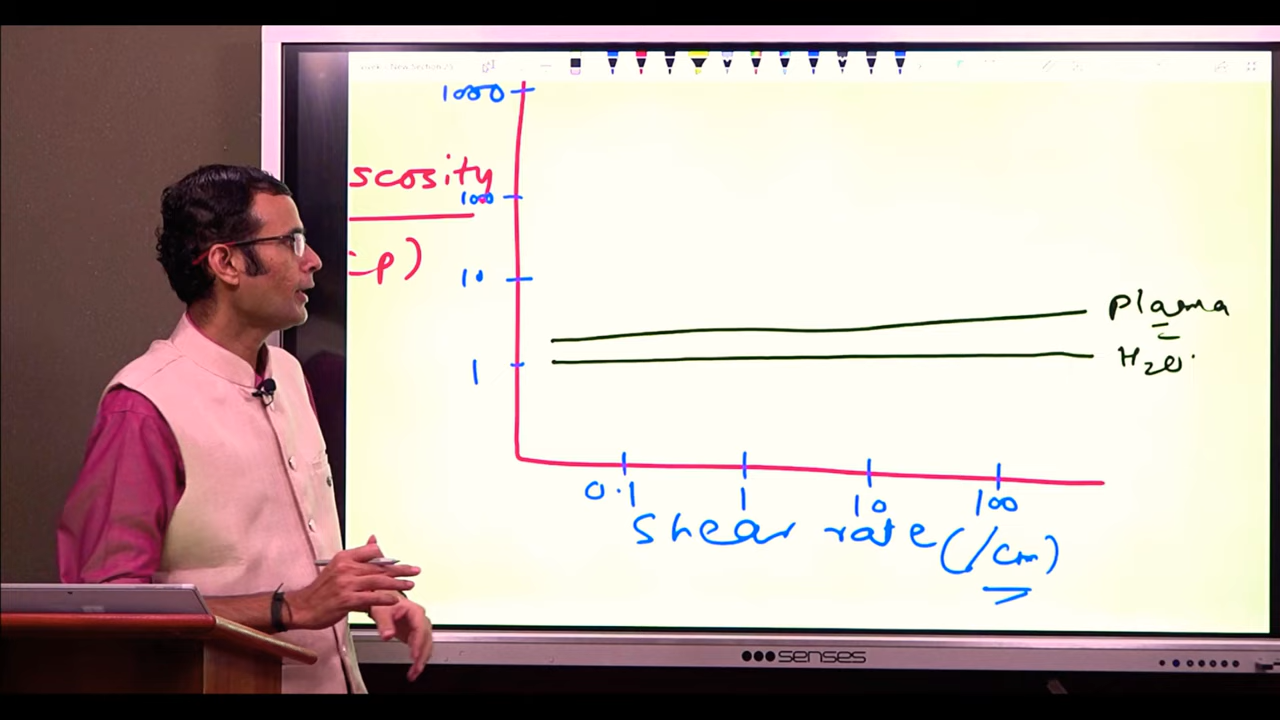 1000
scosity
100
cp)
10
Plasma
1
H2O
0.1 1 10 100
Shear rate (/cm)
senses